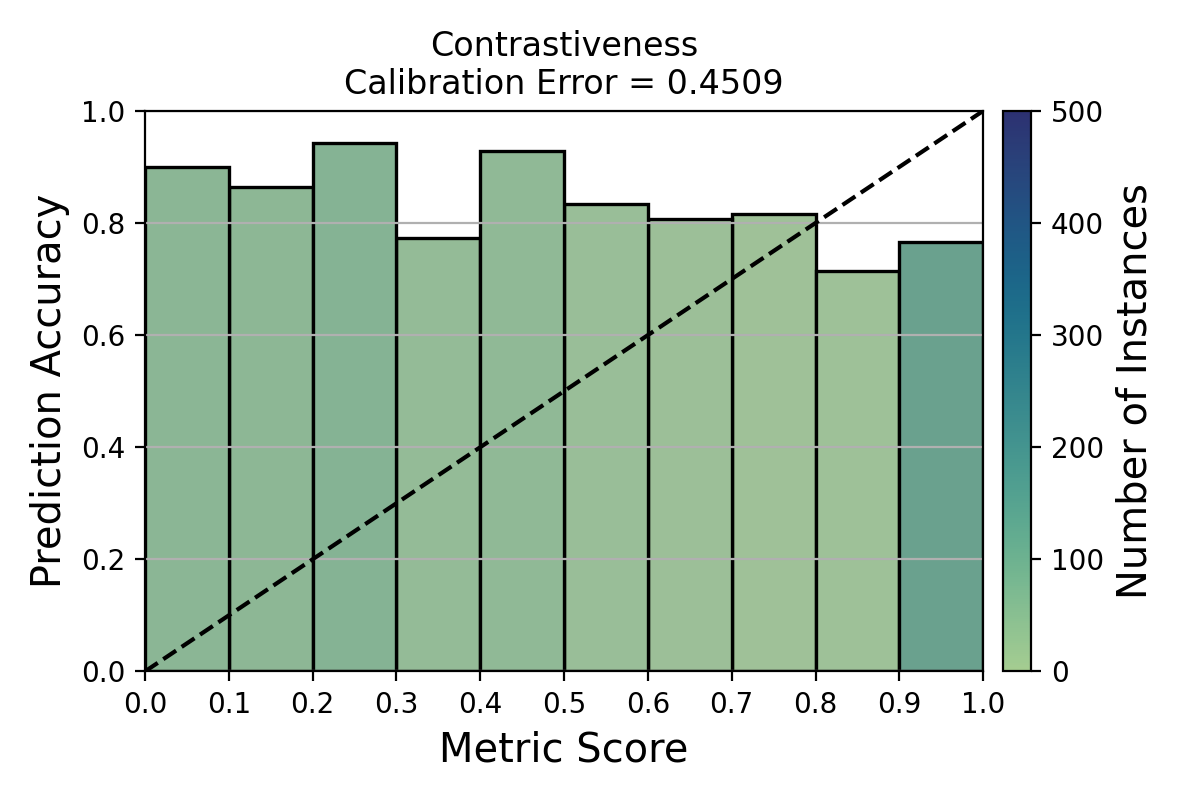 Contrastiveness
Calibration Error = 0.4509
1.0
0.8
0.6
0.4
0.2
0.0
Prediction Accuracy
0.0 0.1 0.2 0.3 0.4 0.5 0.6 0.7 0.8 0.9 1.0
Metric Score
500
400
300
200
100
0
Number of Instances